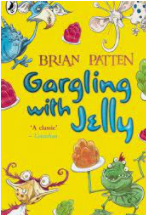 BRIAN PATTEN
Gargling
with Jelly
'A classic'